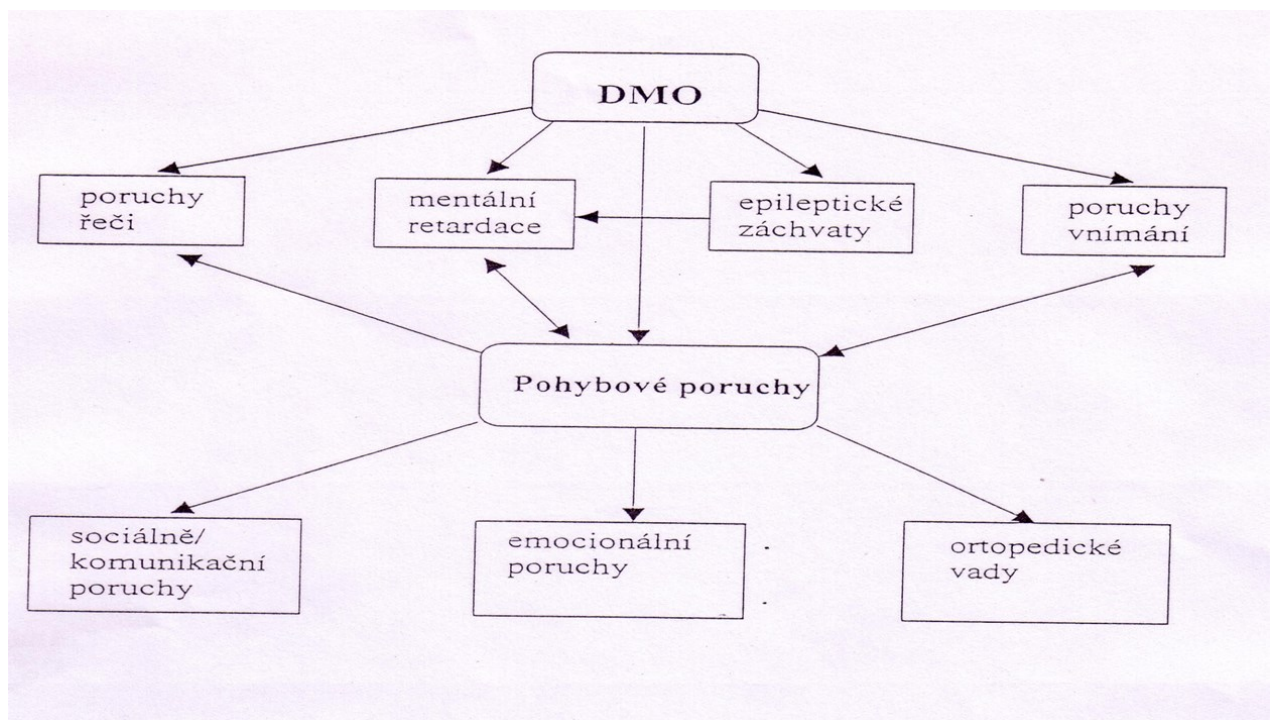 DMO
poruchy
řeči
mentální
retardace
epileptické
záchvaty
poruchy
vnímání
Pohybové poruchy
sociálně/
komunikační
poruchy
emocionální
poruchy
ortopedické
vady